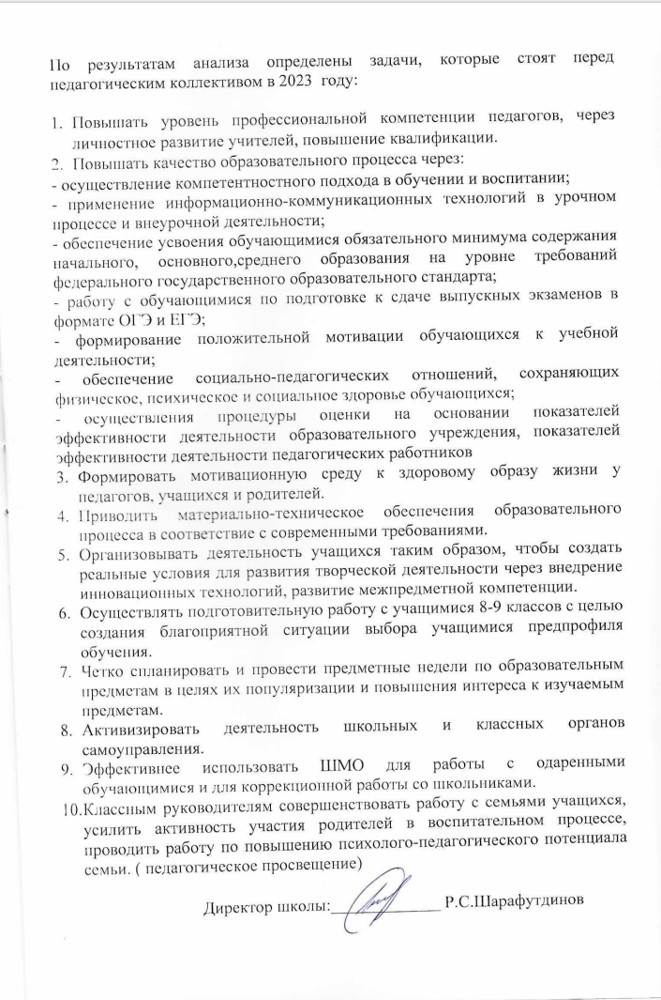 По результатам анализа определены задачи, которые стоят перед
педагогическим коллективом в 2023 году:
1. Повышать уровень профессиональной компетенции педагогов, через
личностное развитие учителей, повышение квалификации.
2. Повышать качество образовательного процесса через:
- осуществление компетентностного подхода в обучении и воспитании;
- применение информационно-коммуникационных технологий в урочном
процессе и внеурочной деятельности;
- обеспечение усвоения обучающимися обязательного минимума содержания
начального, основного,среднего образования на уровне требований
федерального государственного образовательного стандарта;
- работу с обучающимися по подготовке к сдаче выпускных экзаменов в
формате ОГЭ и ЕГЭ;
- формирование положительной мотивации обучающихся к учебной
деятельности;
- обеспечение социально-педагогических отношений, сохраняющих
физическое, психическое и социальное здоровье обучающихся;
- осуществления процедуры оценки на основании показателей
эффективности деятельности образовательного учреждения, показателей
эффективности деятельности педагогических работников
3. Формировать мотивационную среду к здоровому образу жизни у
педагогов, учащихся и родителей.
4. Приводить материально-техническое обеспечения образовательного
процесса в соответствие с современными требованиями.
5. Организовывать деятельность учащихся таким образом, чтобы создать
реальные условия для развития творческой деятельности через внедрение
инновационных технологий, развитие межпредметной компетенции.
6. Осуществлять подготовительную работу с учащимися 8-9 классов с целью
создания благоприятной ситуации выбора учащимися предпрофиля
обучения.
7. Четко спланировать и провести предметные недели по образовательным
предметам в целях их популяризации и повышения интереса к изучаемым
предметам.
8. Активизировать деятельность школьных и классных органов
самоуправления.
9. Эффективнее использовать ШМО для работы с одаренными
обучающимися и для коррекционной работы со школьниками.
10.Классным руководителям совершенствовать работу с семьями учащихся,
усилить активность участия родителей в воспитательном процессе,
проводить работу по повышению психолого-педагогического потенциала
семьи. ( педагогическое просвещение)
Директор школы:______________ Р.С.Шарафутдинов